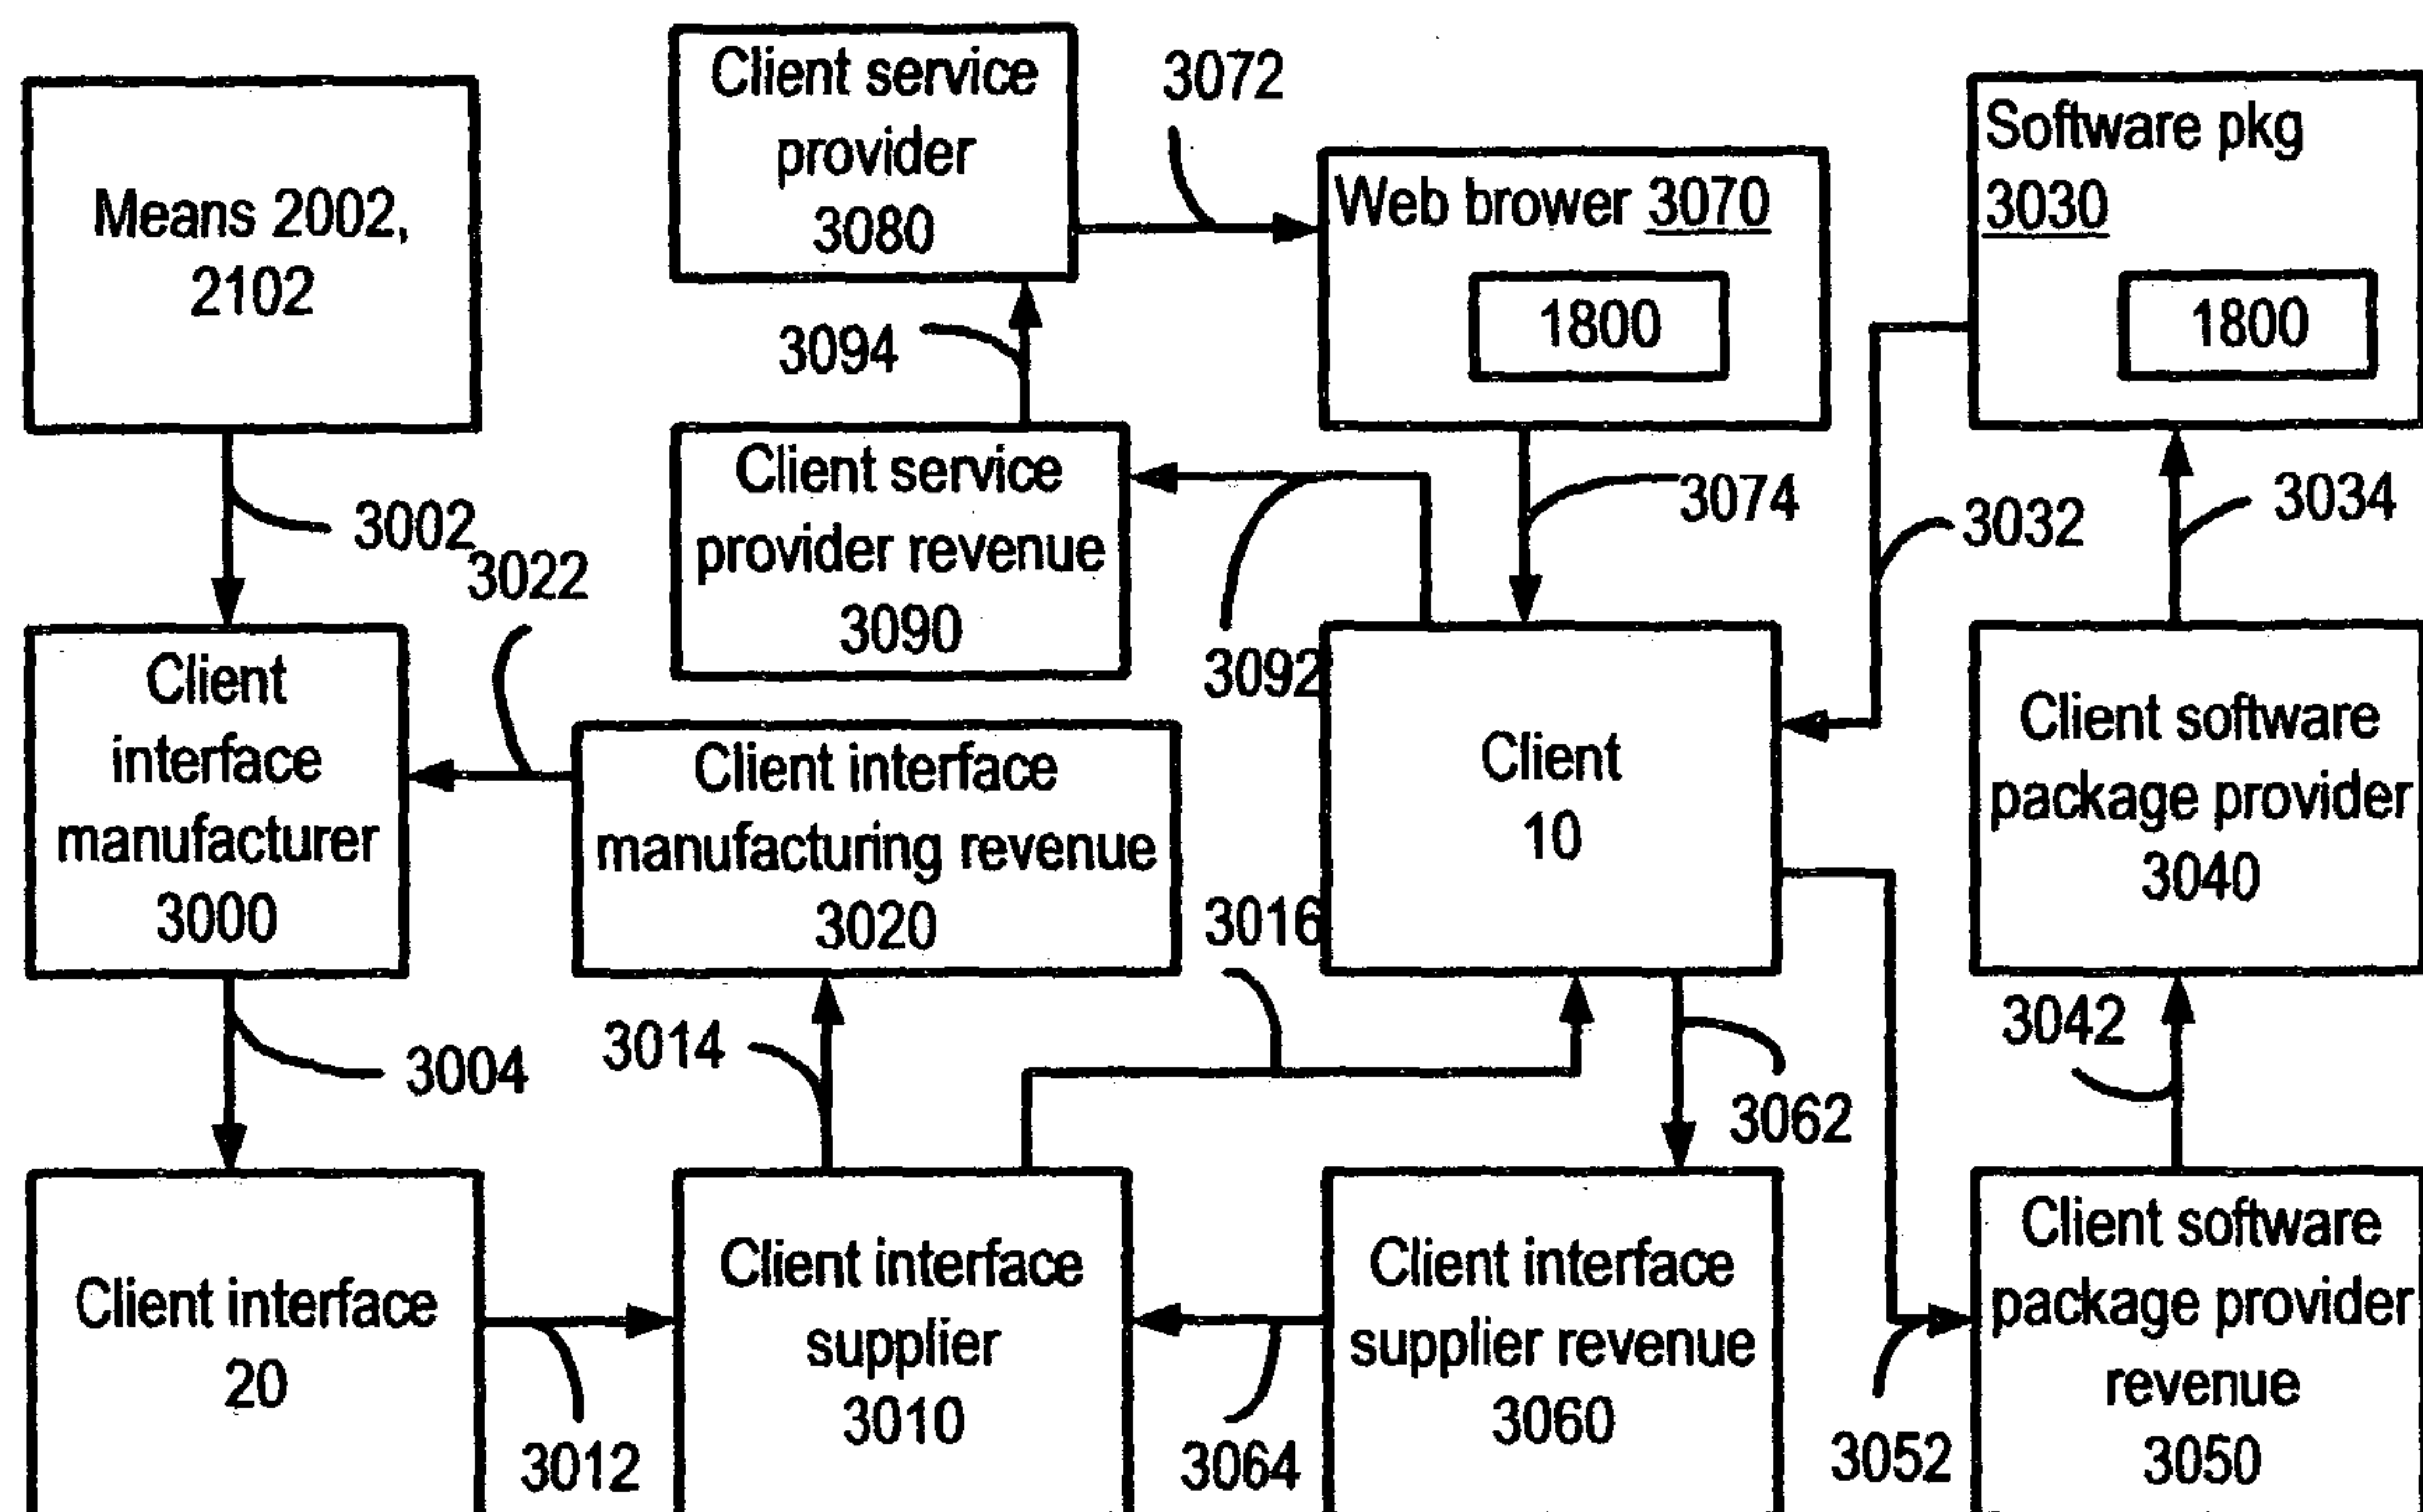 Client service
provider
3080
3072
Software pkg
3030
1800
Means 2002,
2102
Web brower 3070
1800
3094
Client service
provider revenue
3090
3074
3032
3034
3002
3022
3092
Client
interface
manufacturer
3000
Client interface
manufacturing revenue
3020
Client
10
Client software
package provider
3040
3016
3004
3014
3062
3042
Client interface
20
3012
Client interface
supplier
3010
3064
Client interface
supplier revenue
3060
3052
Client software
package provider
revenue
3050